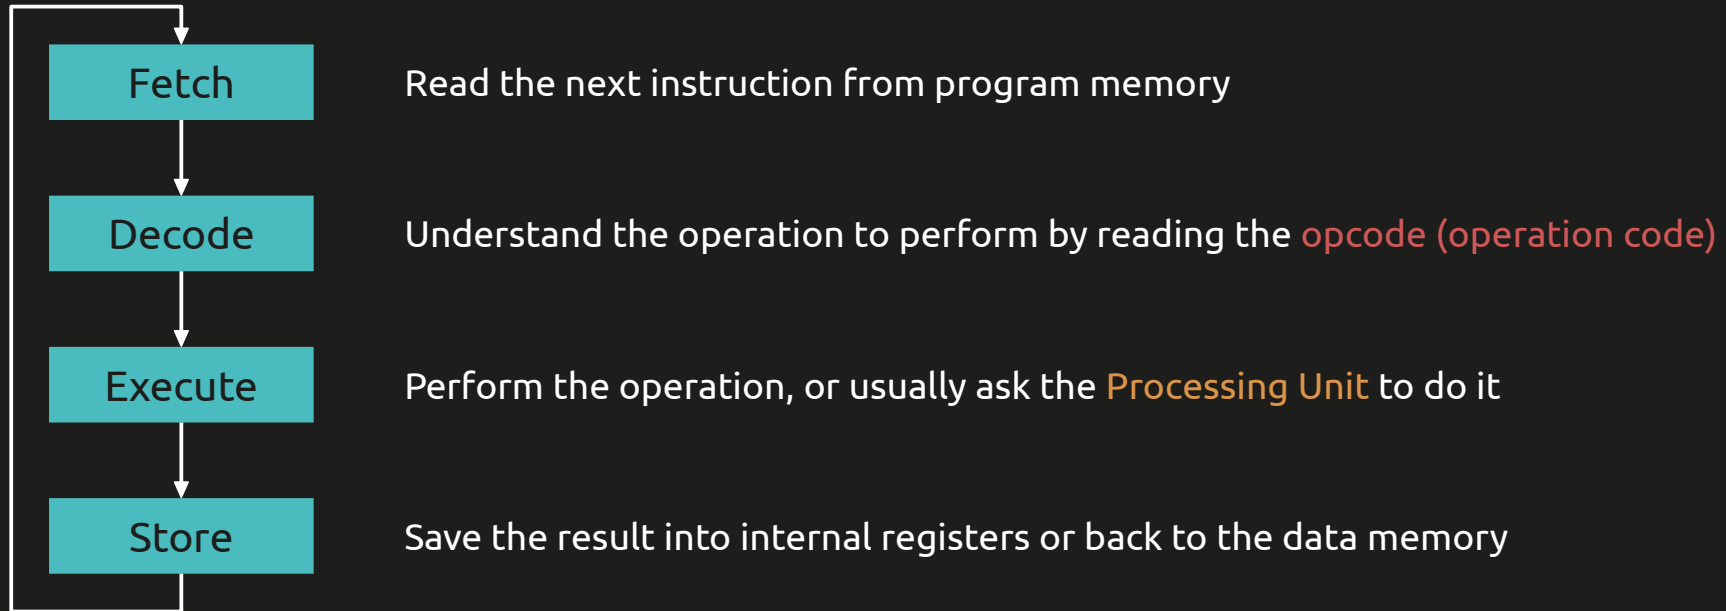 Fetch
Read the next instruction from program memory
Decode
Understand the operation to perform by reading the opcode (operation code)
Execute
Perform the operation, or usually ask the Processing Unit to do it
Store
Save the result into internal registers or back to the data memory